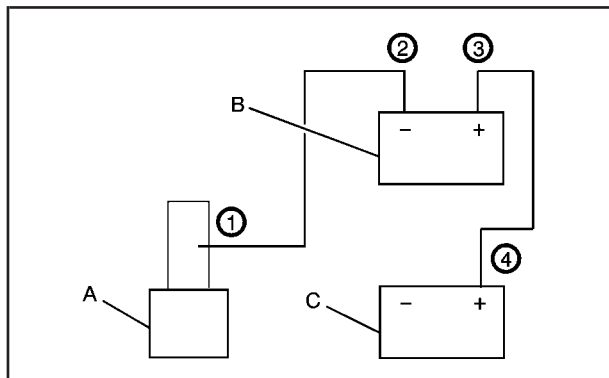 ② ③
B
− +
①
④
A
C
− +